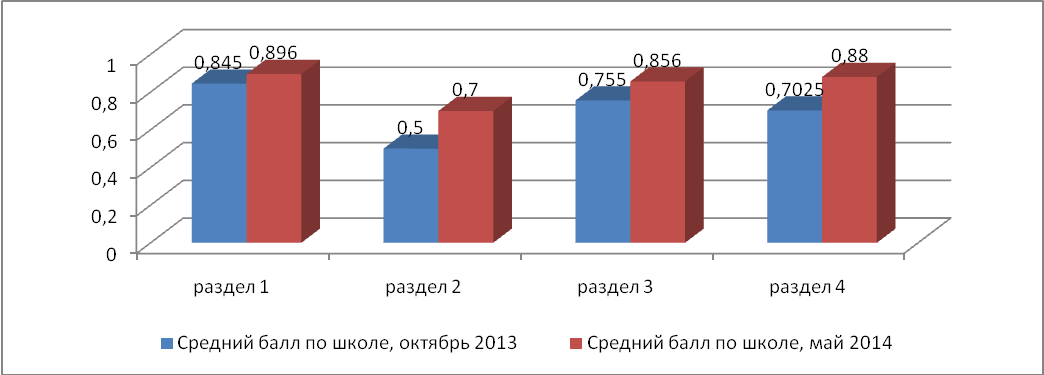 0,845 0,896 0,5 0,7 0,755 0,856 0,7025 0,88
1
0,8
0,6
0,4
0,2
0
раздел 1 раздел 2 раздел 3 раздел 4
Средний балл по школе, октябрь 2013 Средний балл по школе, май 2014